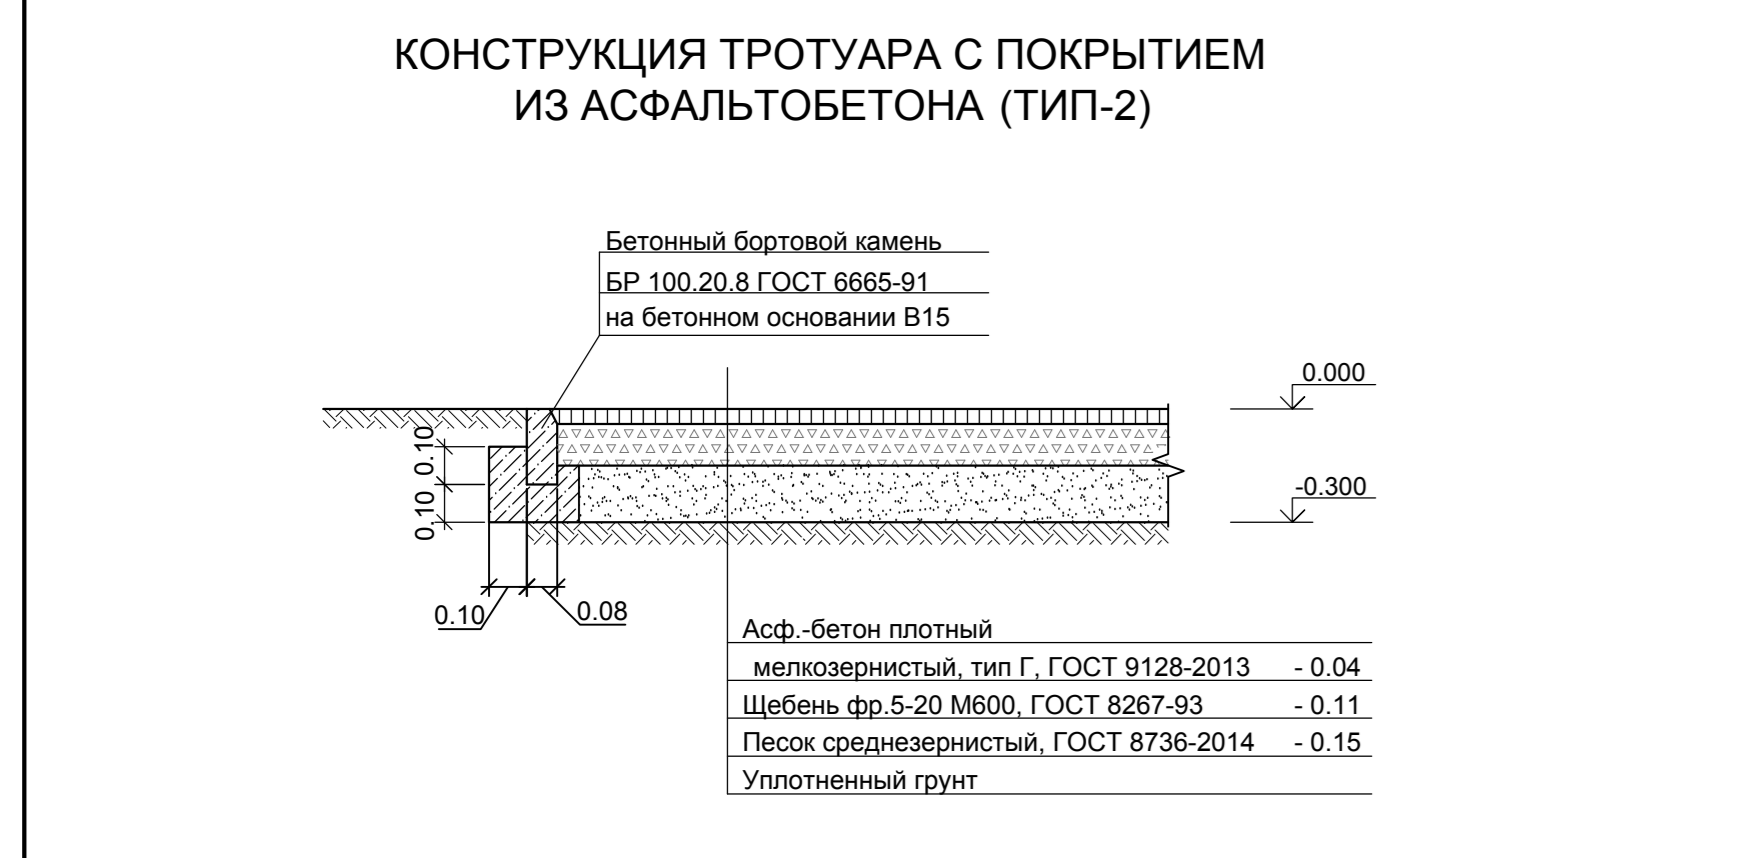 КОНСТРУКЦИЯ ТРОТУАРА С ПОКРЫТИЕМ
ИЗ АСФАЛЬТОБЕТОНА (ТИП-2)
Бетонный бортовой камень
БР 100.20.8 ГОСТ 6665-91
на бетонном основании В15
0.000
0.10
0.10
-0.300
0.10
0.08
Асф.-бетон плотный
мелкозернистый, тип Г, ГОСТ 9128-2013 - 0.04
Щебень фр.5-20 М600, ГОСТ 8267-93 - 0.11
Песок среднезернистый, ГОСТ 8736-2014 - 0.15
Уплотненный грунт